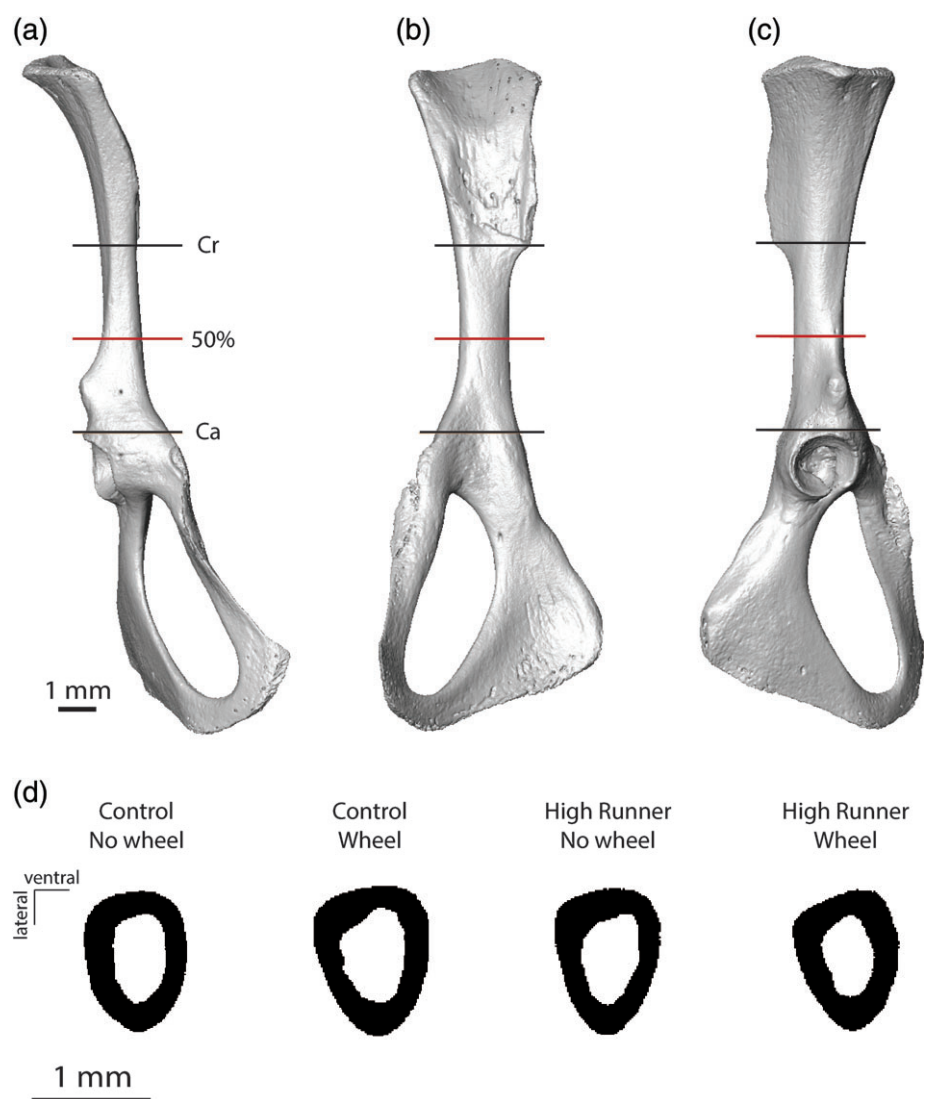 (a)
(b)
(c)
Cr
50%
Ca
1 mm
(d)
Control
No wheel
Control
Wheel
High Runner
No wheel
High Runner
Wheel
ventral
lateral
1 mm